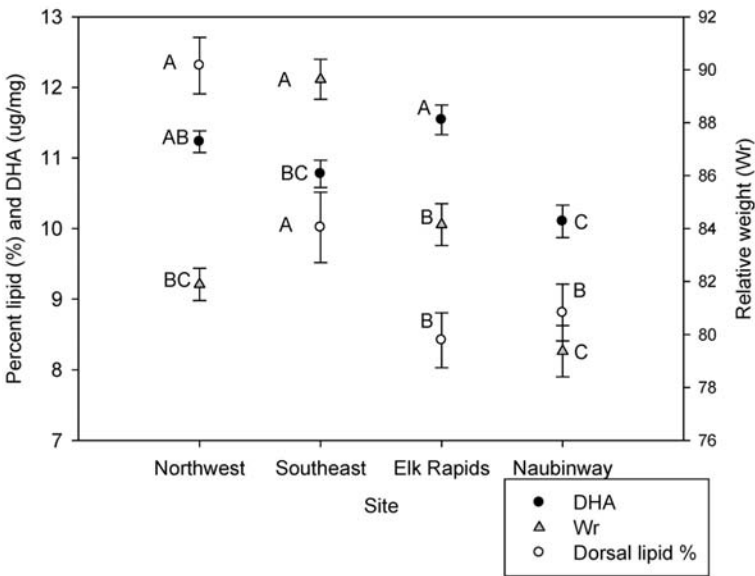 Percent lipid (%) and DHA (ug/mg)
13
12
11
10
9
8
7
A
AB
BC
A
BC
A
A
B
B
C
B
C
92
90
88
86
84
82
80
78
76
Relative weight (Wr)
Northwest Southeast Elk Rapids Naubinway
Site
DHA
Wr
Dorsal lipid %